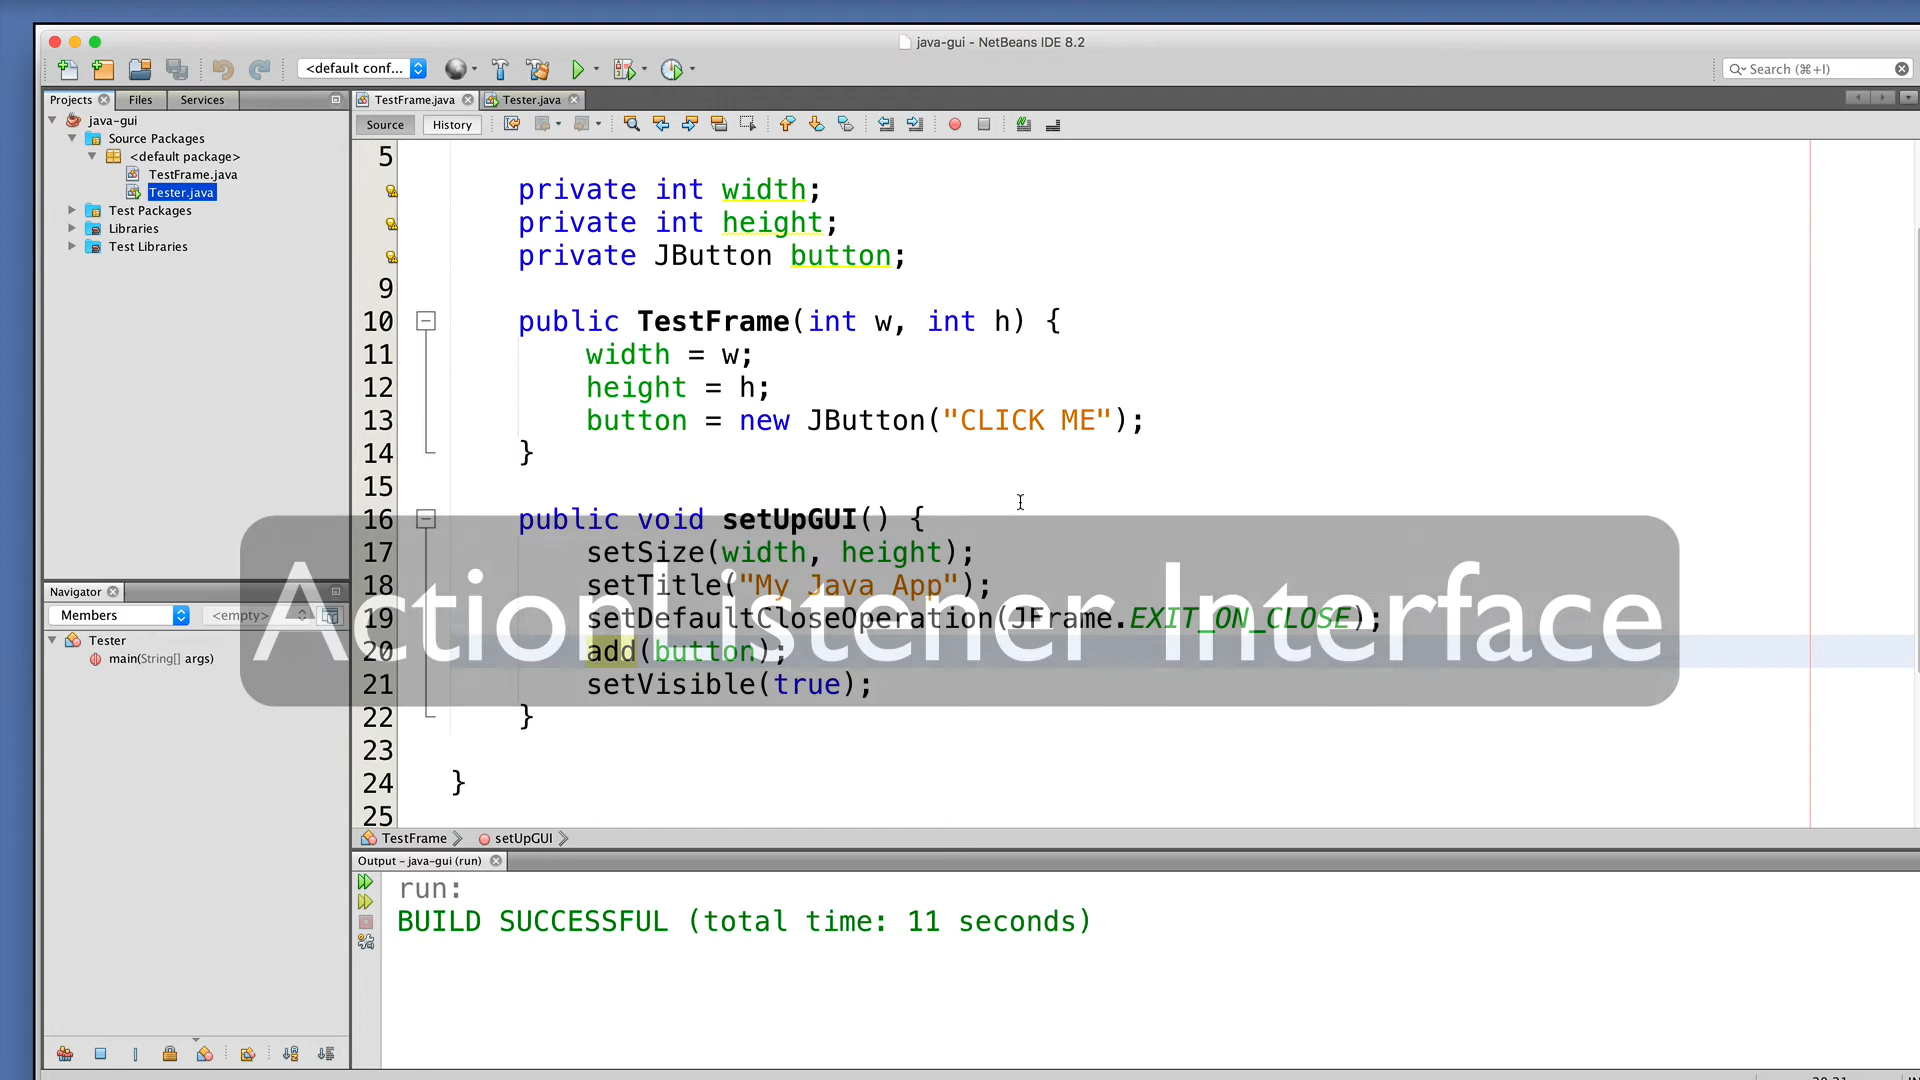 java-gui - NetBeans IDE 8.2
<default conf...
Search (⌘+I)
Projects
Files
Services
TestFrame.java
Tester.java
java-gui
Source Packages
<default package>
TestFrame.java
Tester.java
Test Packages
Libraries
Test Libraries
Source
History
5
private int width;
private int height;
private JButton button;
9
10 public TestFrame(int w, int h) {
11 width = w;
12 height = h;
13 button = new JButton("CLICK ME");
14 }
15
16 public void setUpGUI() {
17 setSize(width, height);
18 setTitle("My Java App");
19 setDefaultCloseOperation(JFrame.EXIT_ON_CLOSE);
20 add(button);
21 setVisible(true);
22 }
23
24 }
25
ActionListener Interface
Navigator
Members
<empty>
Tester
main(String[] args)
TestFrame
setUpGUI
Output - java-gui (run)
run:
BUILD SUCCESSFUL (total time: 11 seconds)